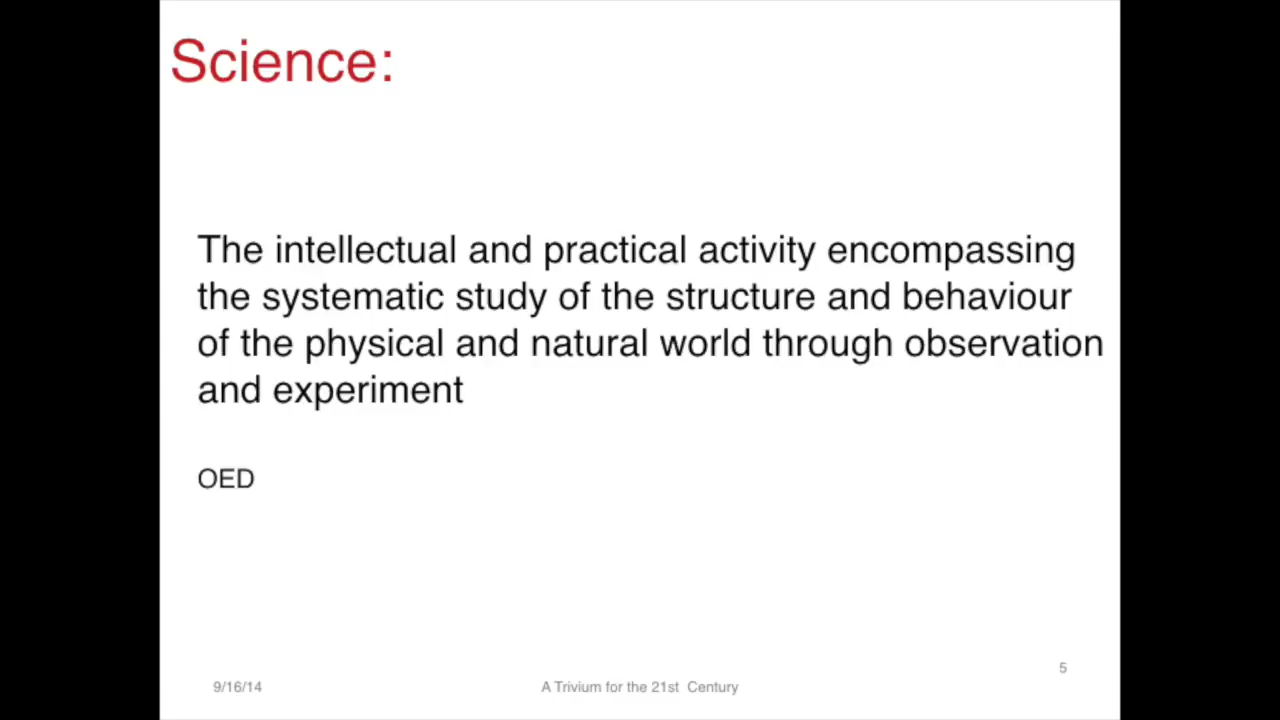 Science:
The intellectual and practical activity encompassing
the systematic study of the structure and behaviour
of the physical and natural world through observation
and experiment
OED
5
9/16/14
A Trivium for the 21st  Century